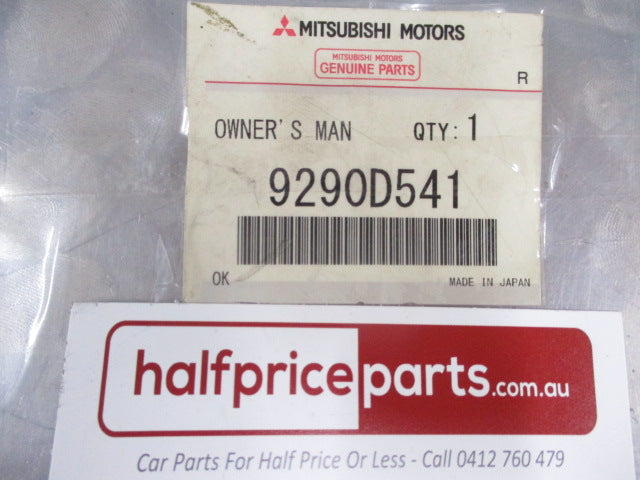 MITSUBISHI MOTORS
MITSUBISHI MOTORS
GENUINE PARTS
R
OWNER'S MAN QTY: 1
9290D541
OK MADE IN JAPAN
halfpriceparts.com.au
Car Parts For Half Price Or Less - Call 0412 760 479